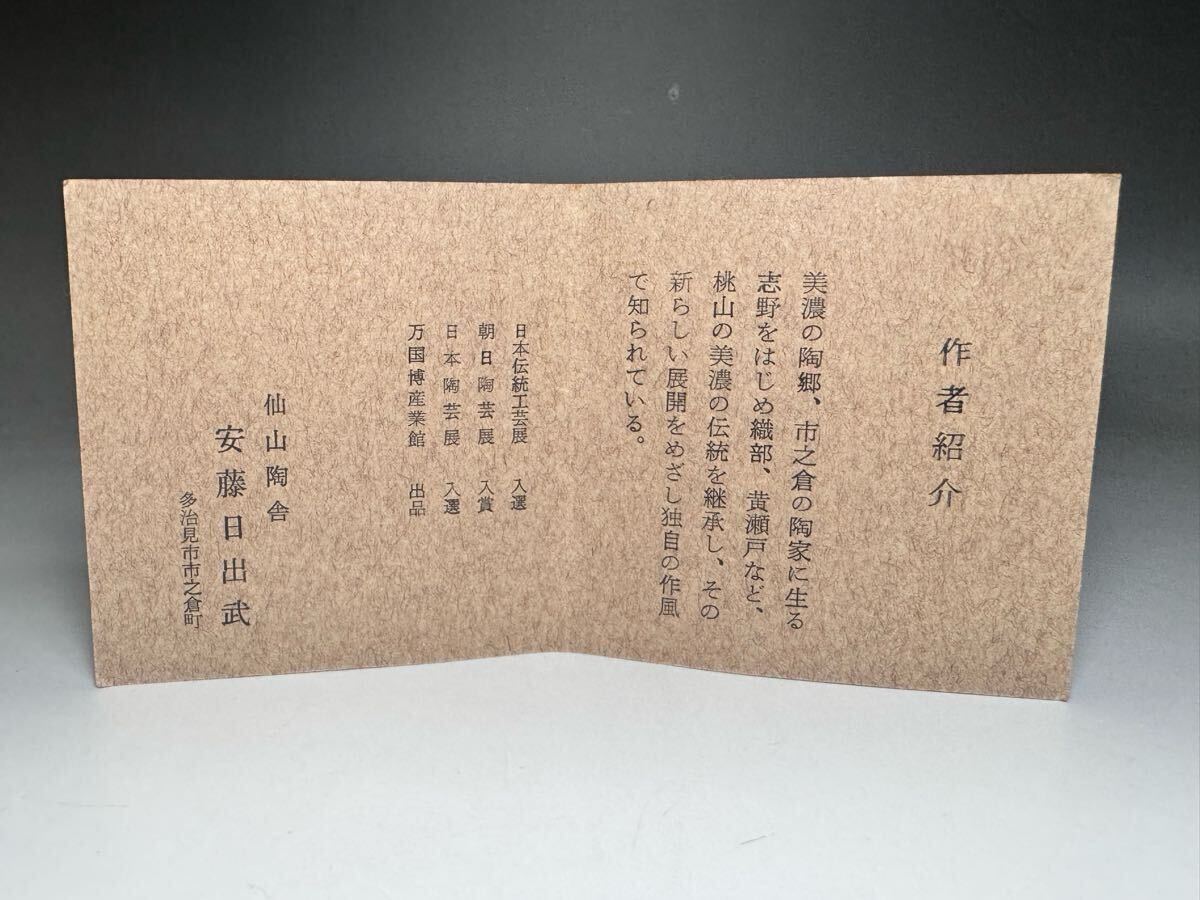 作者紹介
美濃の陶郷、市之倉の陶家に生る
志野をはじめ織部、黄瀬戸など、
桃山の美濃の伝統を継承し、その
新らしい展開をめざし独自の作風
で知られている。
日本伝統工芸展 入選
朝日陶芸展 入賞
日本陶芸展 入選
万国博産業館 出品
仙山陶舎
安藤日出武
多治見市市之倉町